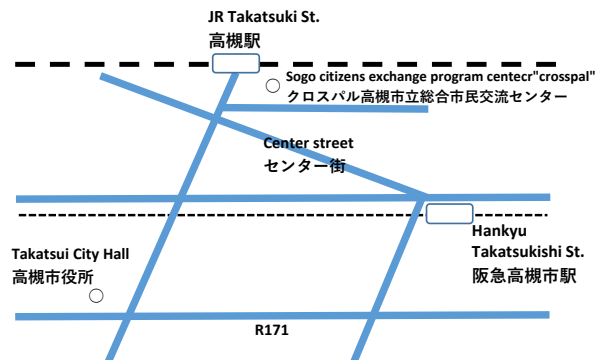 JR Takatsuki St.
高槻駅
Sogo citizens exchange program centecr"crosspal"
クロスパル高槻市立総合市民交流センター
Center street
センター街
Hankyu
Takatsukishi St.
阪急高槻市駅
Takatsui City Hall
高槻市役所
R171